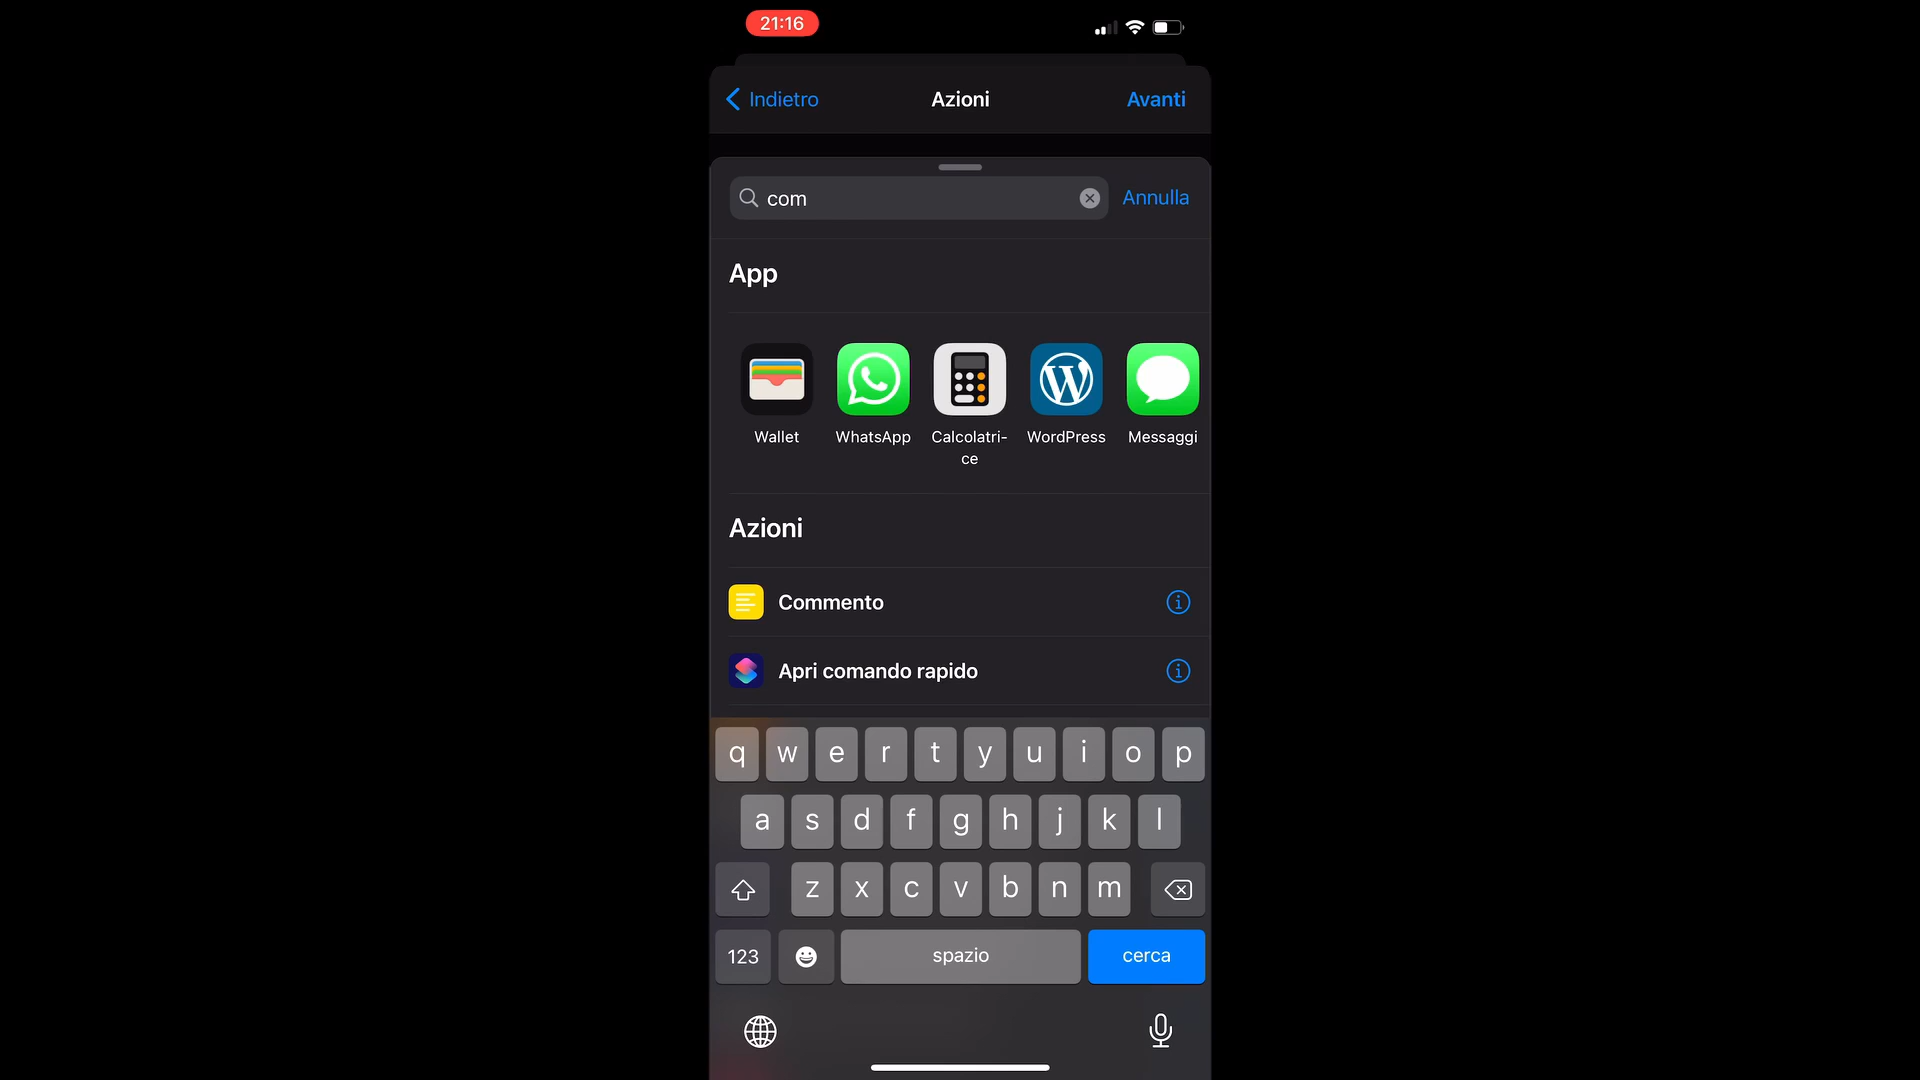 21:16
Indietro
Azioni
Avanti
com
Annulla
App
Wallet
WhatsApp
Calcolatri-
ce
WordPress
Messaggi
Azioni
Commento
Apri comando rapido
q w e r t y u i o p
a s d f g h j k l
z x c v b n m
123
spazio
cerca